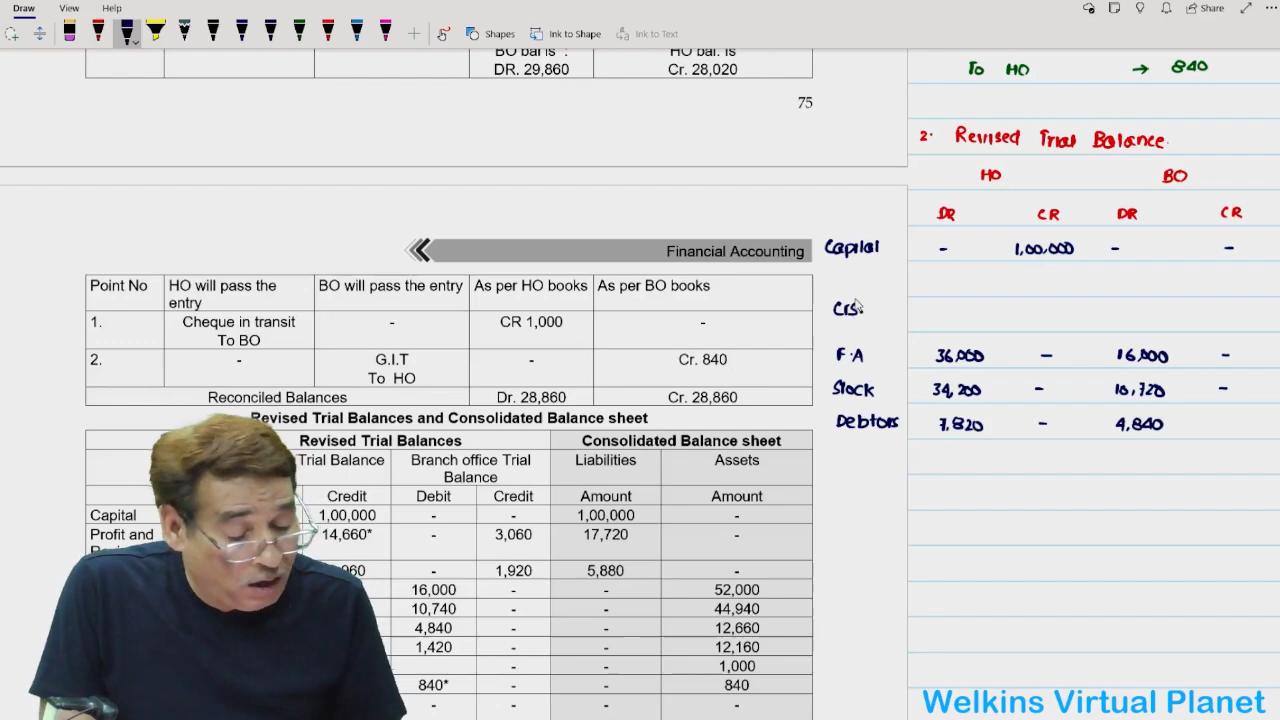 Draw View Help
Share
Shapes Ink to Shape Ink to Text
BO bal is : HO bal. is
DR. 29,860 Cr. 28,020
75
Financial Accounting
Point No HO will pass the entry BO will pass the entry As per HO books As per BO books
1. Cheque in transit To BO - CR 1,000 -
2. - G.I.T To HO - Cr. 840
Reconciled Balances Dr. 28,860 Cr. 28,860
Revised Trial Balances and Consolidated Balance sheet
Revised Trial Balances Consolidated Balance sheet
Trial Balance Branch office Trial Balance Liabilities Assets
Credit Debit Credit Amount Amount
Capital 1,00,000 - - 1,00,000 -
Profit and 14,660* - 3,060 17,720 -
960 - 1,920 5,880 -
16,000 - - 52,000
10,740 - - 44,940
4,840 - - 12,660
1,420 - - 12,160
- - 1,000
840* - - 840
- - -
To HO → 840
2. Revised Trial Balance.
HO BO
DR CR DR CR
Capital - 1,00,000 - -
Crs
F.A 36,000 - 16,000 -
Stock 34,200 - 10,720 -
Debtors 7,820 - 4,840
Welkins Virtual Planet